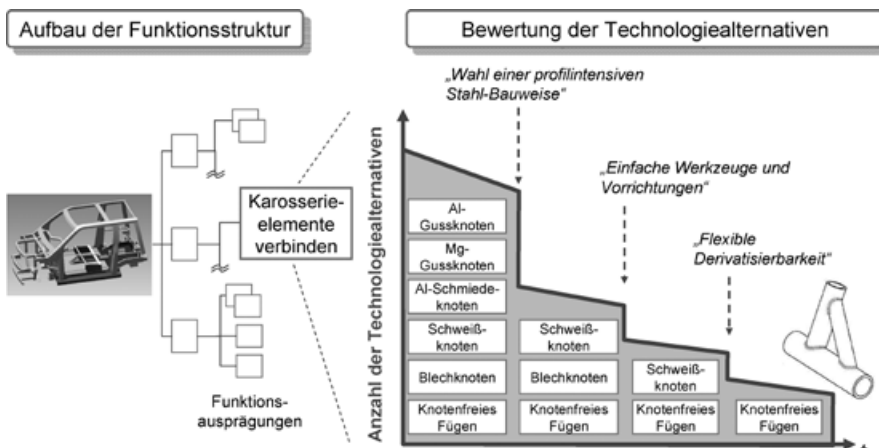 Aufbau der Funktionsstruktur
Bewertung der Technologiealternativen
Karosserie-
elemente
verbinden
Funktions-
ausprägungen
Anzahl der Technologiealternativen
„Wahl einer profilintensiven
Stahl-Bauweise“
„Einfache Werkzeuge und
Vorrichtungen“
„Flexible
Derivatisierbarkeit“
Al-
Gussknoten
Mg-
Gussknoten
Al-Schmiede-
knoten
Schweiß-
knoten
Blechknoten
Knotenfreies
Fügen
Schweiß-
knoten
Blechknoten
Knotenfreies
Fügen
Schweiß-
knoten
Knotenfreies
Fügen
Knotenfreies
Fügen